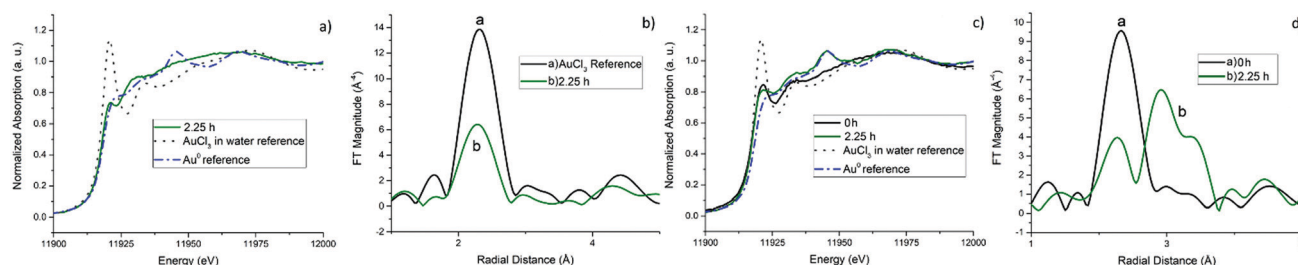 a)
Normalized Absorption (a. u.)
1.2
1.0
0.8
0.6
0.4
0.2
0.0
2.25 h
AuCl3 in water reference
Au0 reference
11900
11925
11950
11975
12000
Energy (eV)
b)
FT Magnitude (Å-4)
14
12
10
8
6
4
2
0
a
b
a)AuCl3 Reference
b)2.25 h
2
4
Radial Distance (Å)
c)
Normalized Absorption (a. u.)
1.2
1.0
0.8
0.6
0.4
0.2
0.0
0h
2.25 h
AuCl3 in water reference
Au0 reference
11900
11925
11950
11975
12000
Energy (eV)
d
FT Magnitude (Å-4)
10
9
8
7
6
5
4
3
2
1
0
-1
a
b
a)0h
b)2.25 h
1
3
Radial Distance (Å)